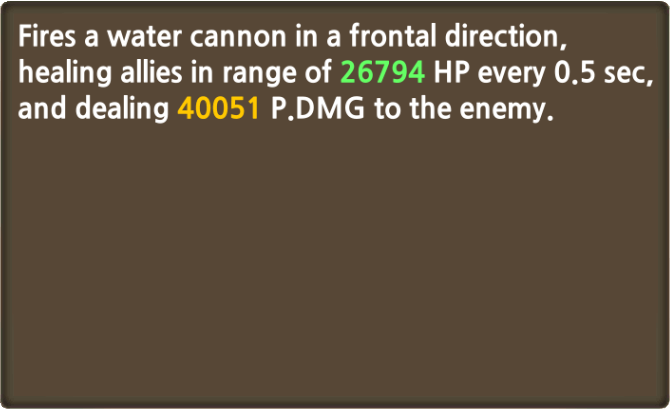 Fires a water cannon in a frontal direction,
healing allies in range of 26794 HP every 0.5 sec,
and dealing 40051 P.DMG to the enemy.